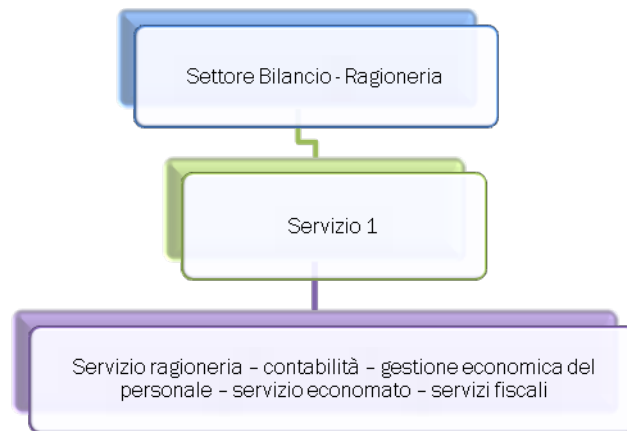 Settore Bilancio - Ragioneria
Servizio 1
Servizio ragioneria – contabilità – gestione economica del
personale – servizio economato – servizi fiscali